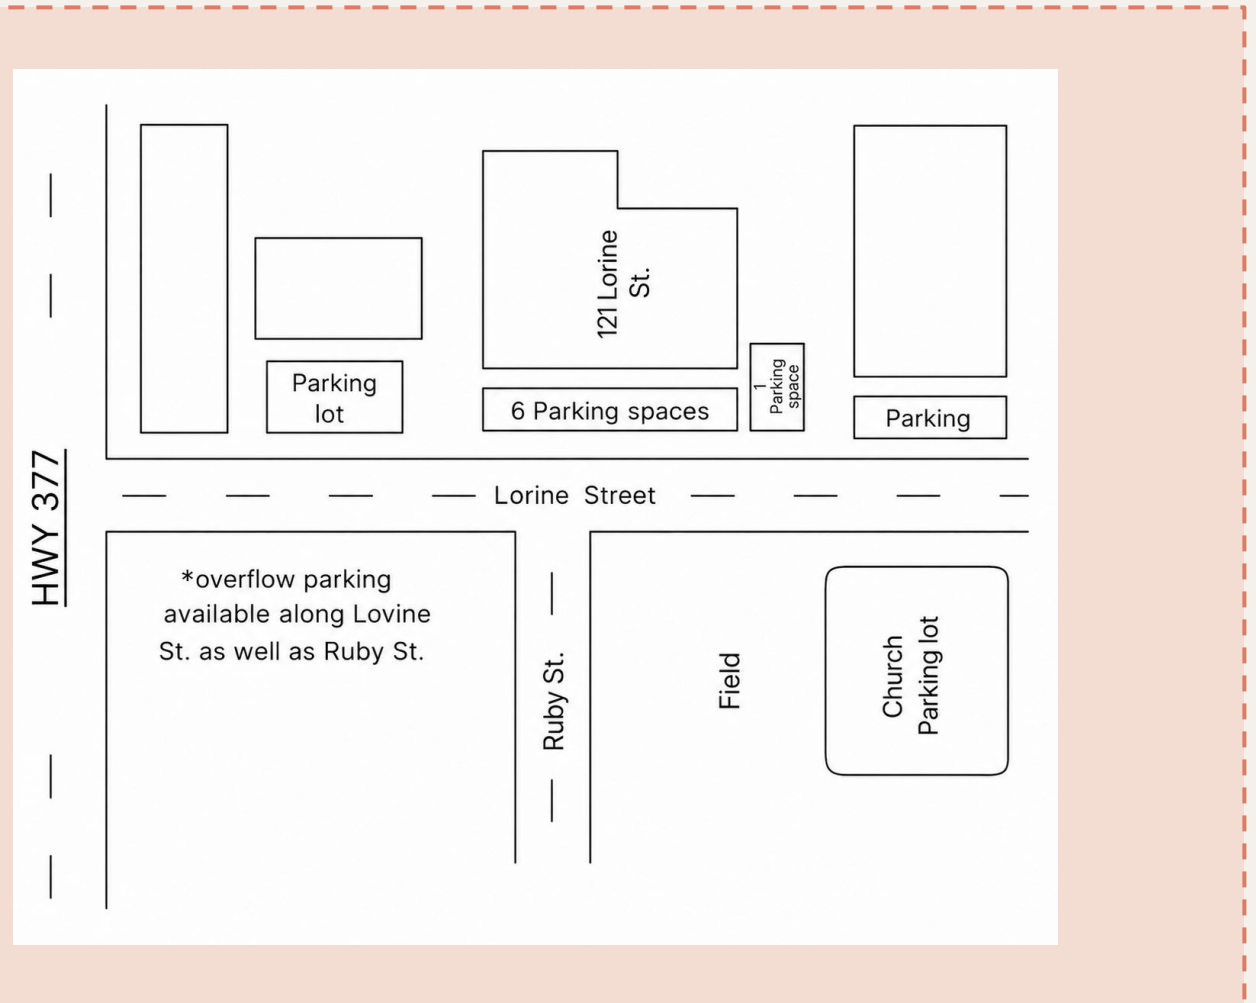 121 Lorine
St.
Parking
lot
6 Parking spaces
1
Parking
space
Parking
HWY 377
Lorine Street
*overflow parking
available along Lovine
St. as well as Ruby St.
Ruby St.
Field
Church
Parking lot